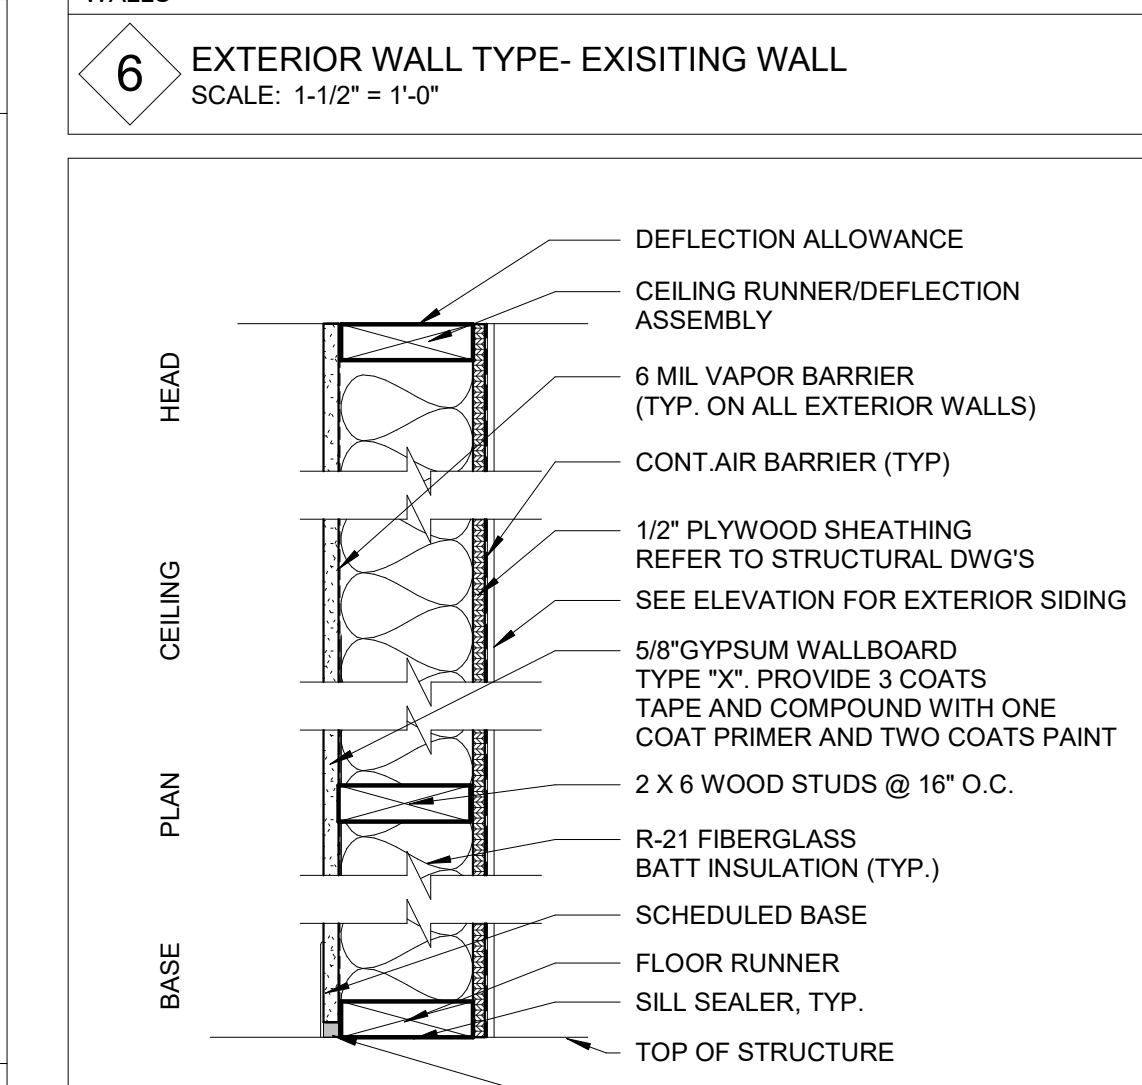 6
EXTERIOR WALL TYPE- EXISITING WALL
SCALE: 1-1/2" = 1'-0"
DEFLECTION ALLOWANCE
CEILING RUNNER/DEFLECTION
ASSEMBLY
HEAD
6 MIL VAPOR BARRIER
(TYP. ON ALL EXTERIOR WALLS)
CONT.AIR BARRIER (TYP)
1/2" PLYWOOD SHEATHING
REFER TO STRUCTURAL DWG'S
CEILING
SEE ELEVATION FOR EXTERIOR SIDING
5/8"GYPSUM WALLBOARD
TYPE "X". PROVIDE 3 COATS
TAPE AND COMPOUND WITH ONE
COAT PRIMER AND TWO COATS PAINT
PLAN
2 X 6 WOOD STUDS @ 16" O.C.
R-21 FIBERGLASS
BATT INSULATION (TYP.)
SCHEDULED BASE
BASE
FLOOR RUNNER
SILL SEALER, TYP.
TOP OF STRUCTURE